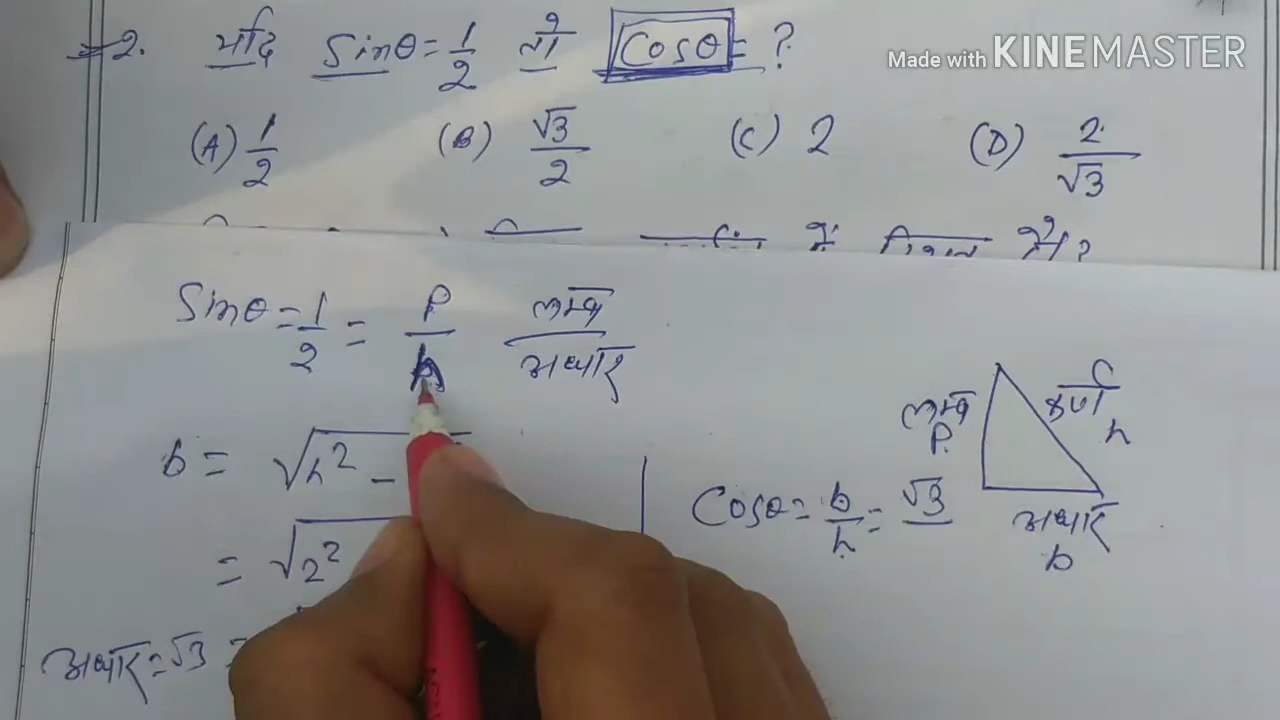 2. यदि Sinθ = 1/2 तो Cosθ = ?
Made with KINEMASTER
(A) 1/2 (B) √3/2 (C) 2 (D) 2/√3
Sinθ = 1/2 = P/h लम्ब/आधार
b = √h² -
= √2²
आधार = √3 =
लम्ब P.
कर्ण h
आधार b
Cosθ = b/h = √3